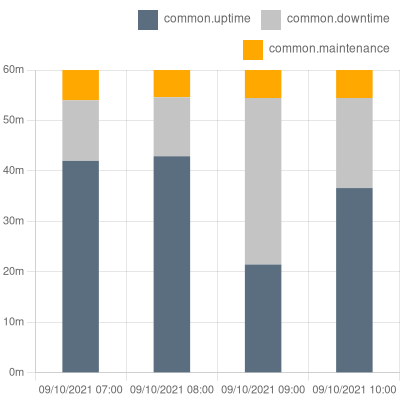 common.uptime common.downtime
common.maintenance
60m
50m
40m
30m
20m
10m
0m
09/10/2021 07:00 09/10/2021 08:00 09/10/2021 09:00 09/10/2021 10:00